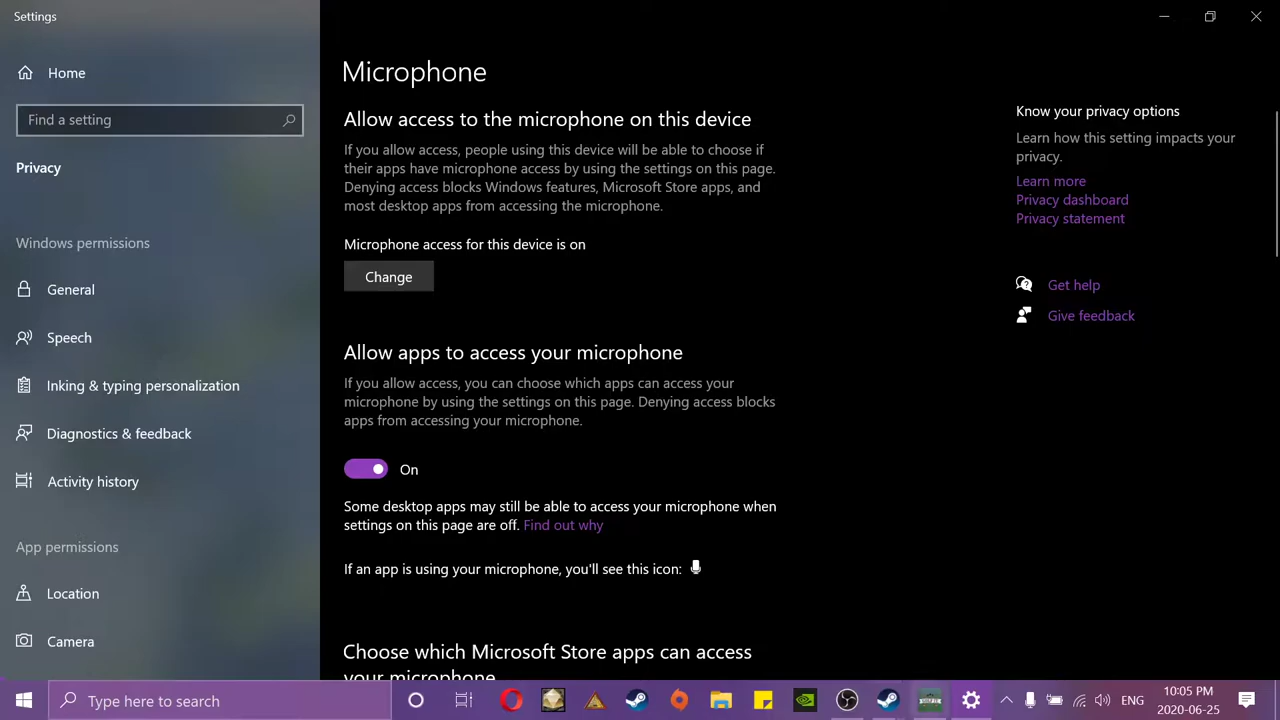 Settings
Home
Find a setting
Privacy
Windows permissions
General
Speech
Inking & typing personalization
Diagnostics & feedback
Activity history
App permissions
Location
Camera
Microphone
Allow access to the microphone on this device
If you allow access, people using this device will be able to choose if
their apps have microphone access by using the settings on this page.
Denying access blocks Windows features, Microsoft Store apps, and
most desktop apps from accessing the microphone.
Microphone access for this device is on
Change
Allow apps to access your microphone
If you allow access, you can choose which apps can access your
microphone by using the settings on this page. Denying access blocks
apps from accessing your microphone.
On
Some desktop apps may still be able to access your microphone when
settings on this page are off. Find out why
If an app is using your microphone, you'll see this icon:
Choose which Microsoft Store apps can access
your microphone
Know your privacy options
Learn how this setting impacts your
privacy.
Learn more
Privacy dashboard
Privacy statement
Get help
Give feedback
Type here to search
ENG
10:05 PM
2020-06-25